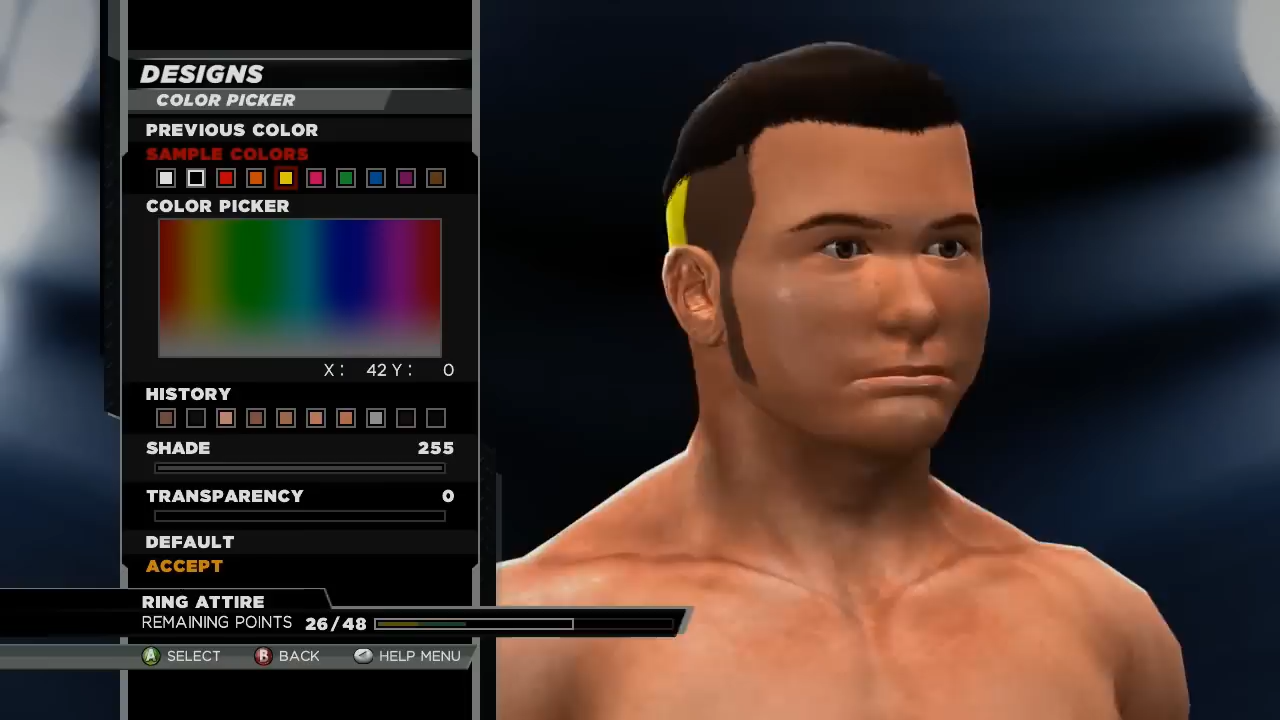 DESIGNS
COLOR PICKER
PREVIOUS COLOR
SAMPLE COLORS
COLOR PICKER
X: 42 Y: 0
HISTORY
SHADE 255
TRANSPARENCY 0
DEFAULT
ACCEPT
RING ATTIRE
REMAINING POINTS 26/48
A SELECT B BACK HELP MENU